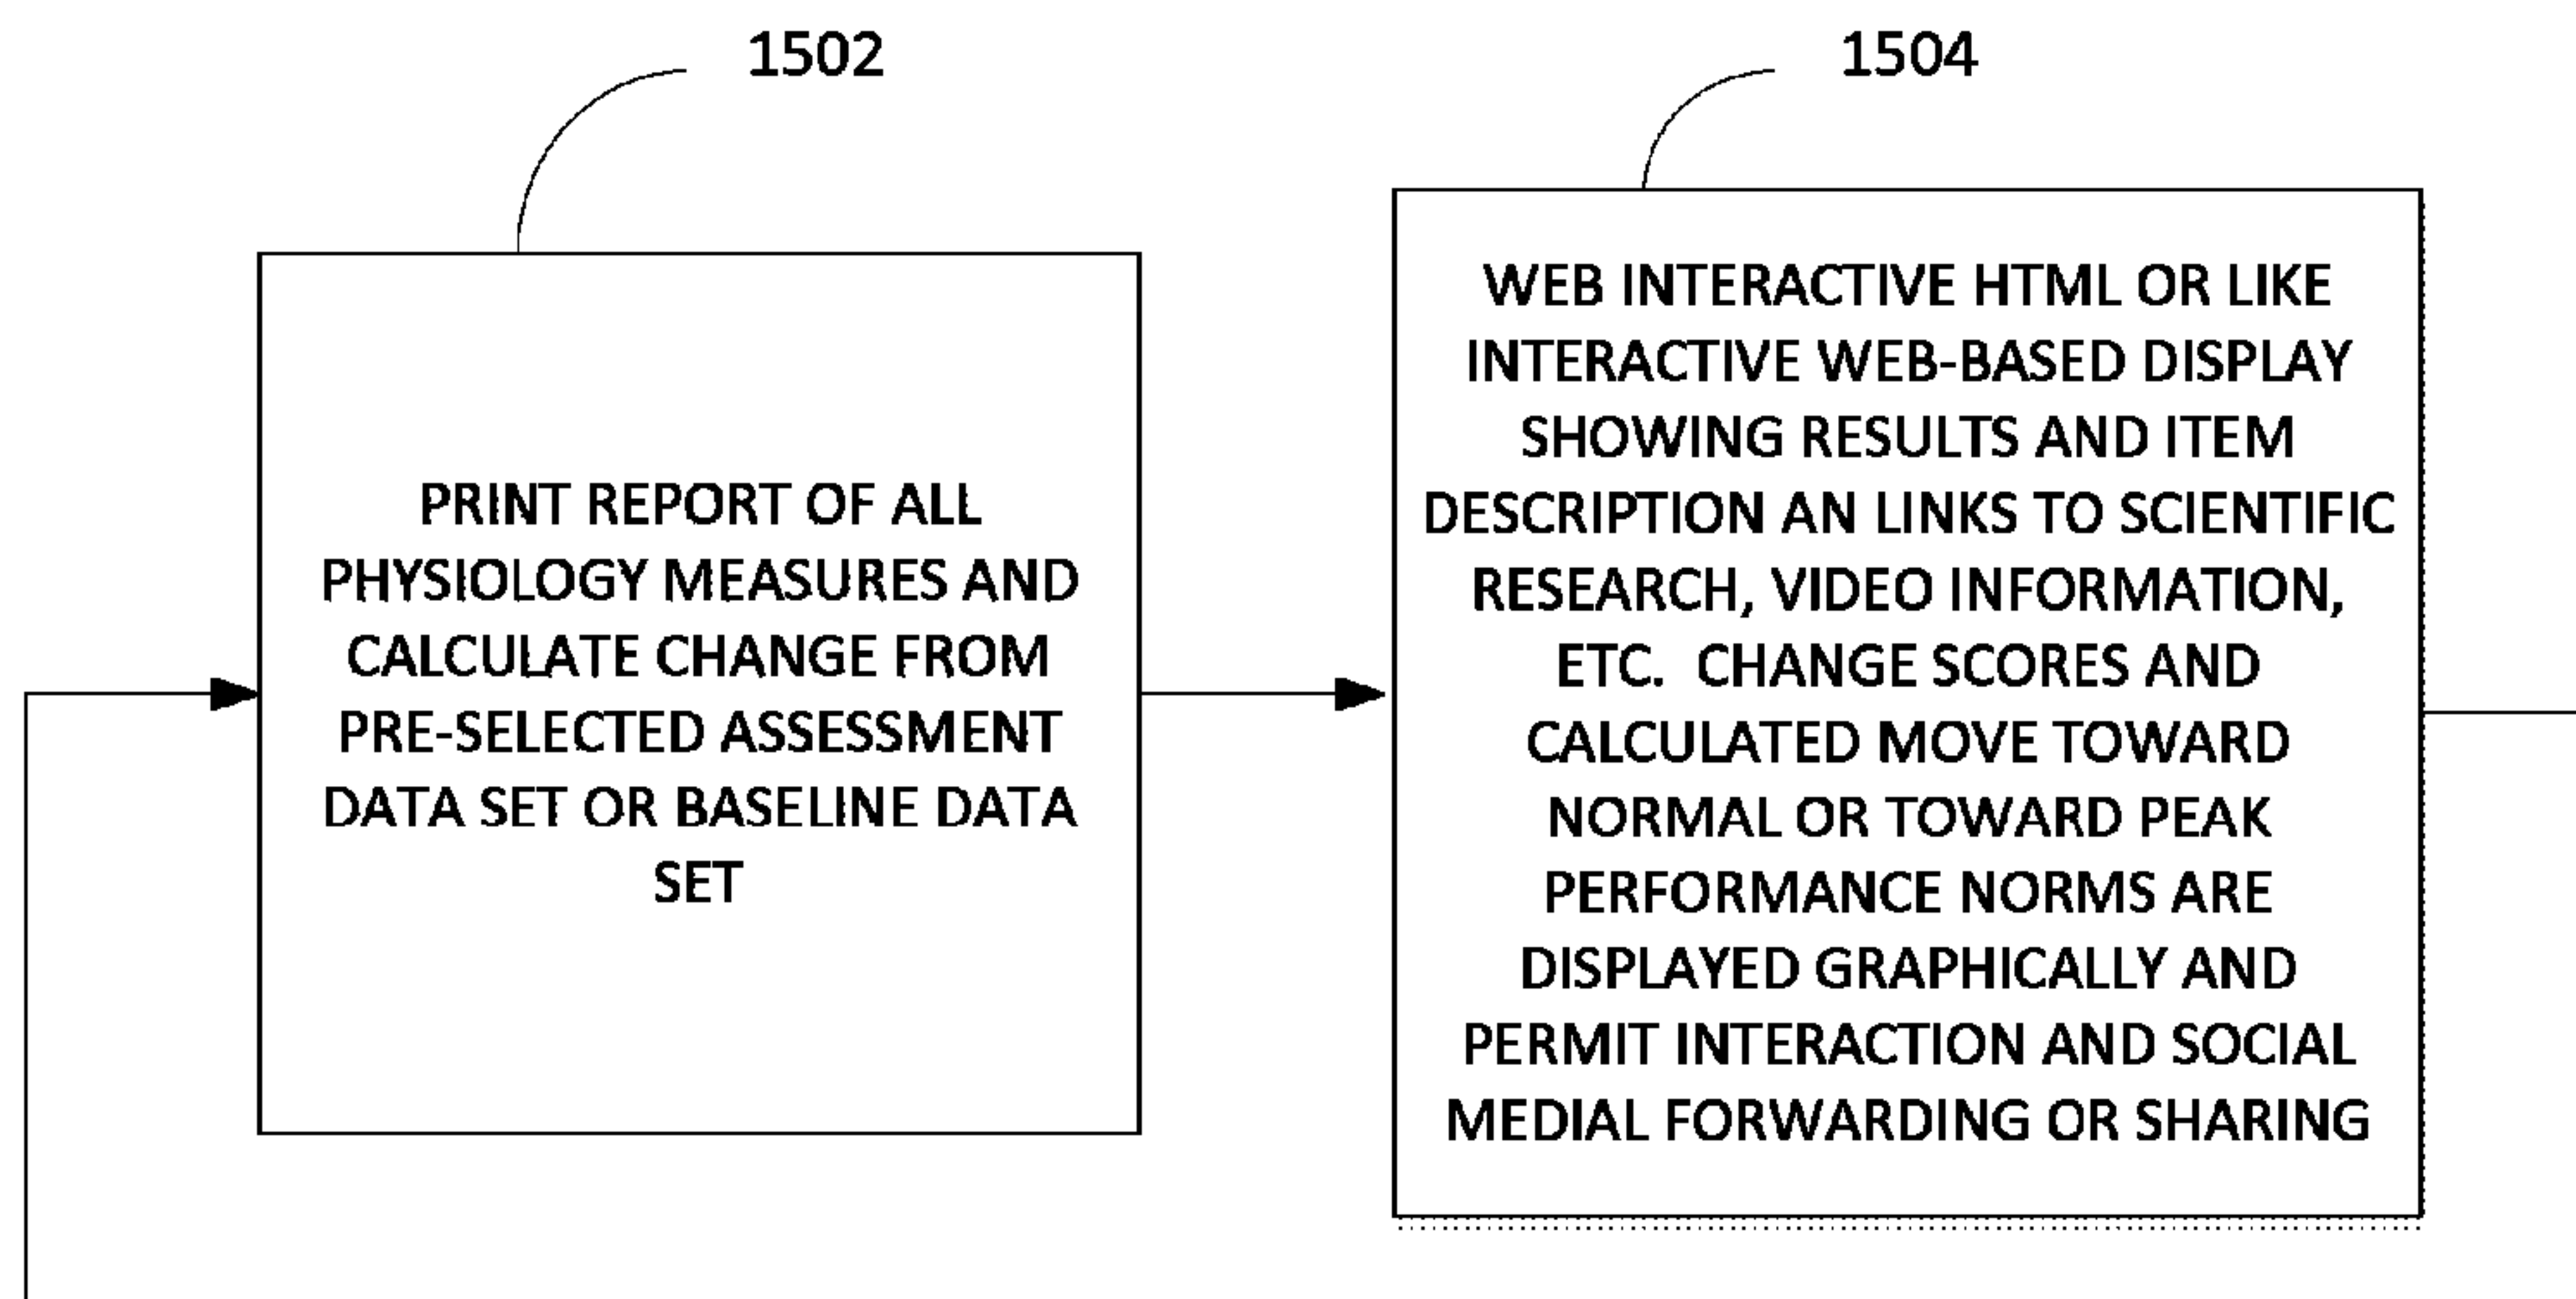 1502
PRINT REPORT OF ALL
PHYSIOLOGY MEASURES AND
CALCULATE CHANGE FROM
PRE-SELECTED ASSESSMENT
DATA SET OR BASELINE DATA
SET
1504
WEB INTERACTIVE HTML OR LIKE
INTERACTIVE WEB-BASED DISPLAY
SHOWING RESULTS AND ITEM
DESCRIPTION AN LINKS TO SCIENTIFIC
RESEARCH, VIDEO INFORMATION,
ETC.  CHANGE SCORES AND
CALCULATED MOVE TOWARD
NORMAL OR TOWARD PEAK
PERFORMANCE NORMS ARE
DISPLAYED GRAPHICALLY AND
PERMIT INTERACTION AND SOCIAL
MEDIAL FORWARDING OR SHARING